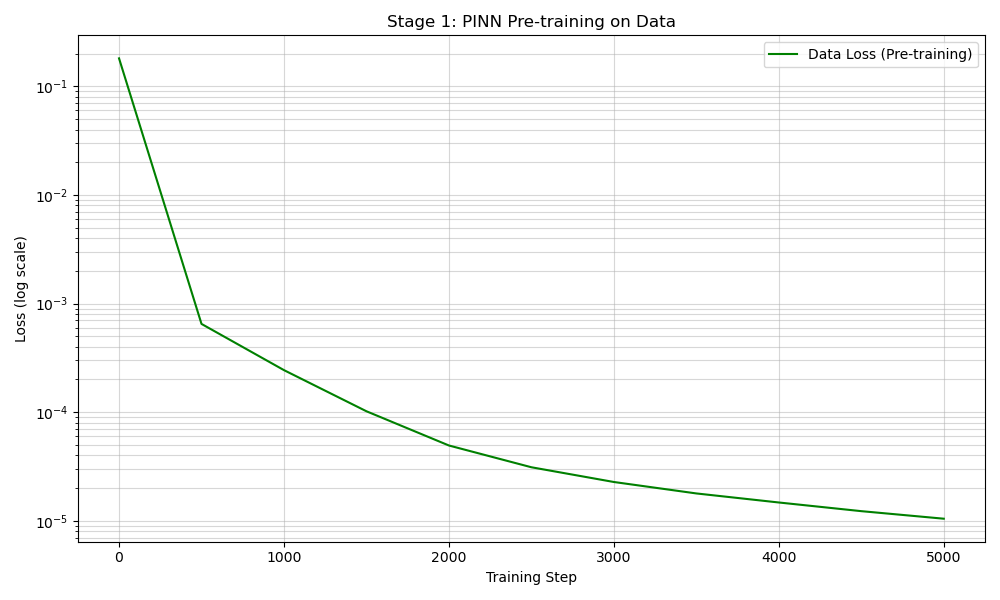 Stage 1: PINN Pre-training on Data
Data Loss (Pre-training)
Loss (log scale)
10⁻¹
10⁻²
10⁻³
10⁻⁴
10⁻⁵
0 1000 2000 3000 4000 5000
Training Step